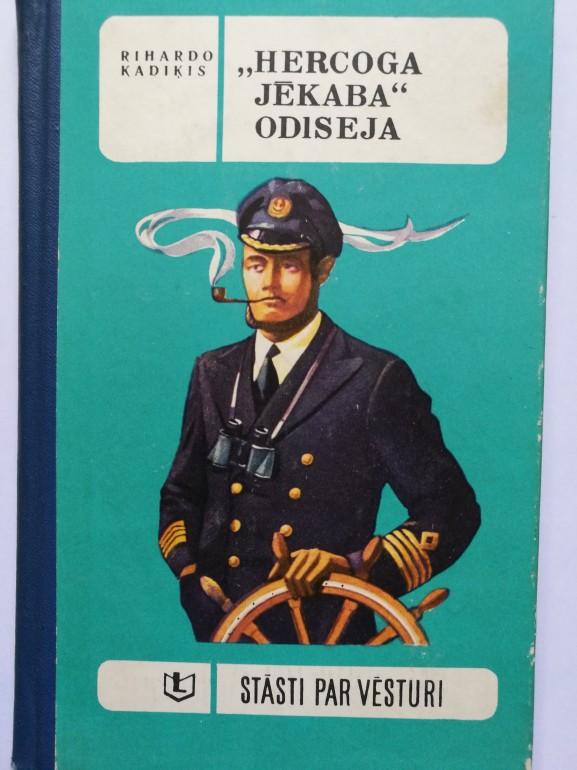 RIHARDO
KADIĶIS
„HERCOGA
JĒKABA“
ODISEJA
STĀSTI PAR VĒSTURI